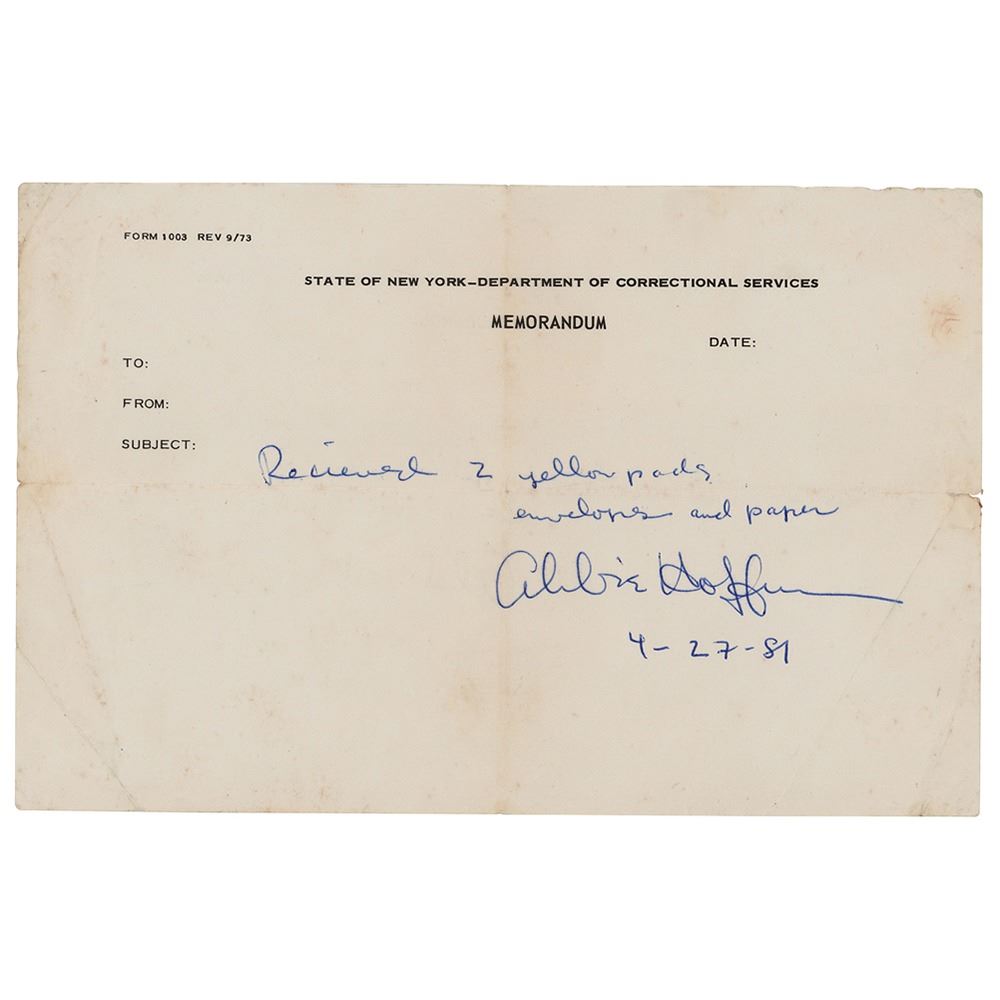 FORM 1003 REV 9/73
STATE OF NEW YORK—DEPARTMENT OF CORRECTIONAL SERVICES
MEMORANDUM
DATE:
TO:
FROM:
SUBJECT:
Recieved 2 yellow pads
envelopes and paper
Abbie Hoffman
4-27-81